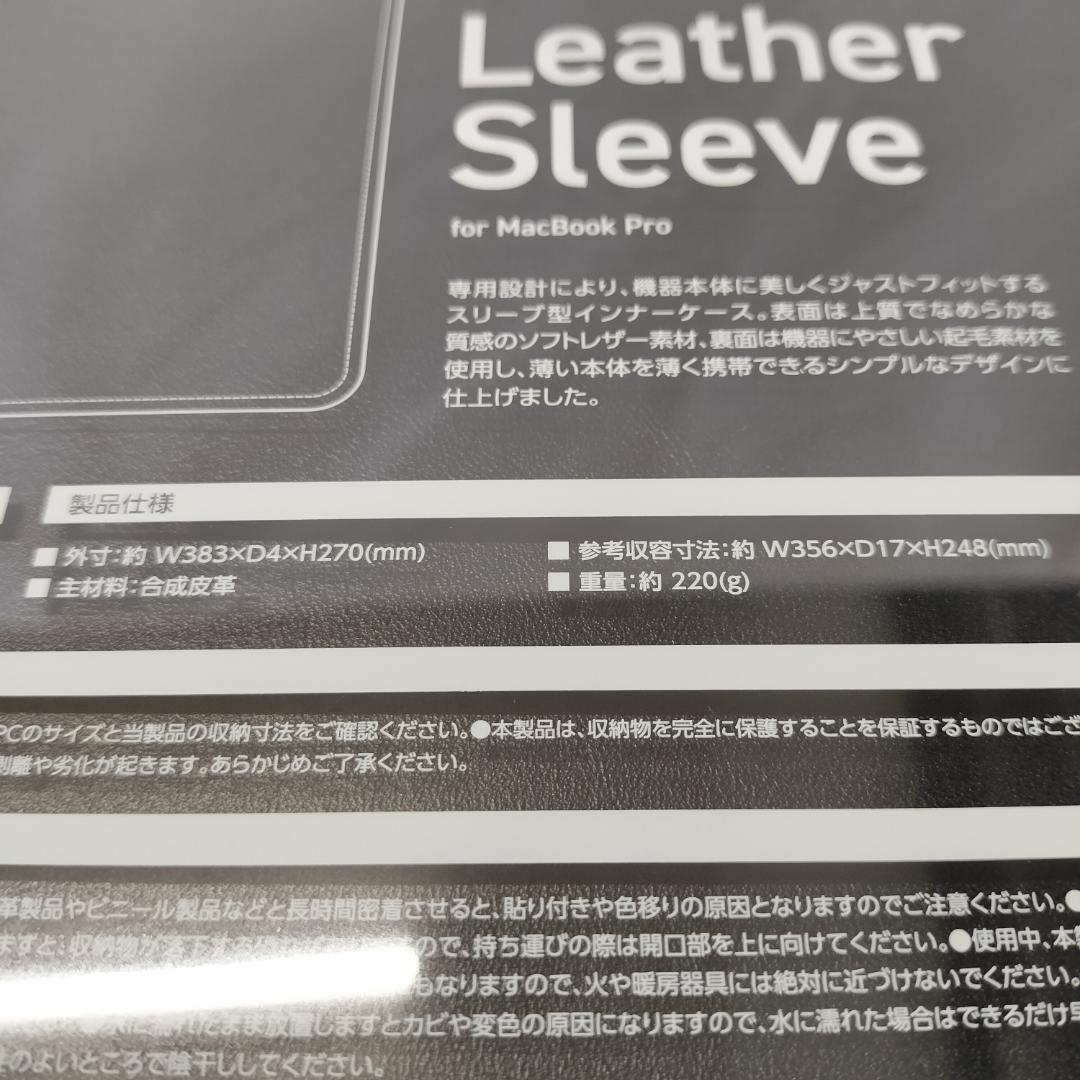 Leather
Sleeve
for MacBook Pro
専用設計により、機器本体に美しくジャストフィットする
スリーブ型インナーケース。表面は上質でなめらかな
質感のソフトレザー素材、裏面は機器にやさしい起毛素材を
使用し、薄い本体を薄く携帯できるシンプルなデザインに
仕上げました。
製品仕様
■外寸：約 W383×D4×H270(mm)
■参考収容寸法：約 W356×D17×H248(mm)
■主材料：合成皮革
■重量：約 220(g)
PCのサイズと当製品の収納寸法をご確認ください。●本製品は、収納物を完全に保護することを保証するものではござ
剥離や劣化が起きます。あらかじめご了承ください。
革製品やビニール製品などと長時間密着させると、貼り付きや色移りの原因となりますのでご注意ください。●
ますと、収納物が落下する ので、持ち運びの際は開口部を上に向けてください。●使用中、本製
もなりますので、火や暖房器具には絶対に近づけないでください。
濡れたまま放置しますとカビや変色の原因になりますので、水に濡れた場合はできるだけ早
のよいところで陰干ししてください。